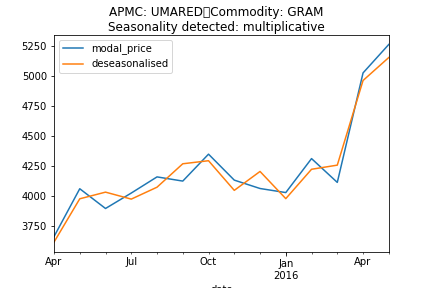 APMC: UMARED Commodity: GRAM
Seasonality detected: multiplicative
modal_price
deseasonalised
5250
5000
4750
4500
4250
4000
3750
Apr Jul Oct Jan Apr
2016